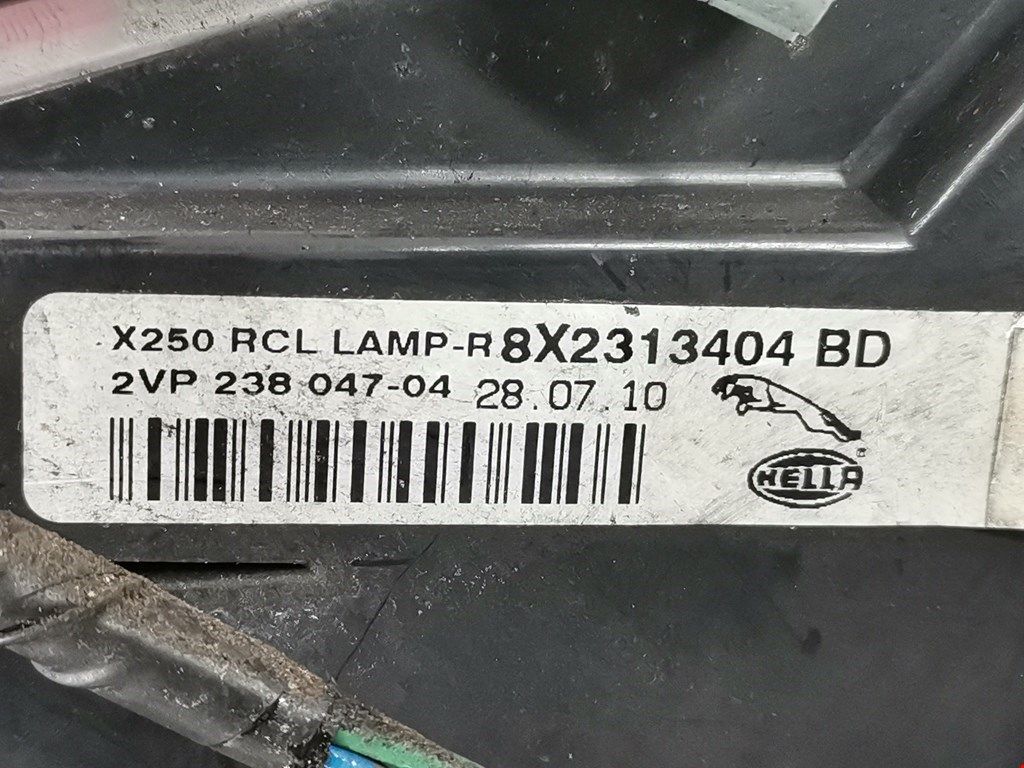 X250 RCL LAMP-R 8X2313404 BD
2VP 238 047-04 28.07.10
HELLA